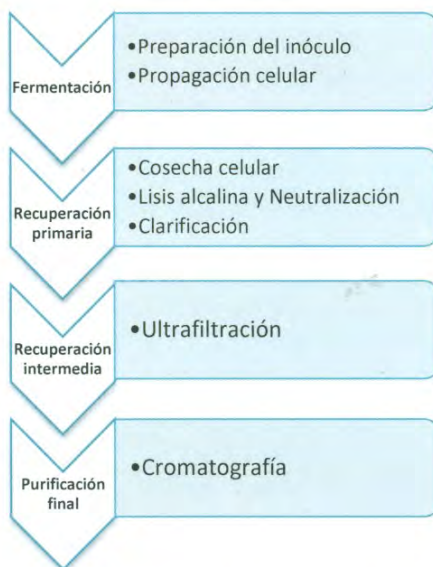 Fermentación
•Preparación del inóculo
•Propagación celular
Recuperación
primaria
•Cosecha celular
•Lisis alcalina y Neutralización
•Clarificación
Recuperación
intermedia
•Ultrafiltración
Purificación
final
•Cromatografía